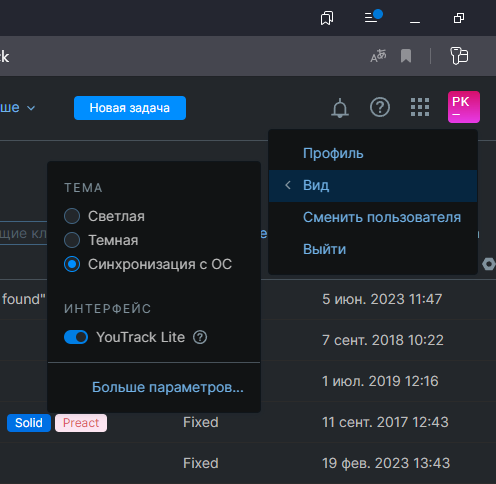 ck
ше
Новая задача
PK
Профиль
Вид
Сменить пользователя
Выйти
ТЕМА
Светлая
Темная
Синхронизация с ОС
ИНТЕРФЕЙС
YouTrack Lite
Больше параметров...
щие кл
found"
5 июн. 2023 11:47
7 сент. 2018 10:22
1 июл. 2019 12:16
Solid Preact Fixed 11 сент. 2017 12:43
Fixed 19 фев. 2023 13:43